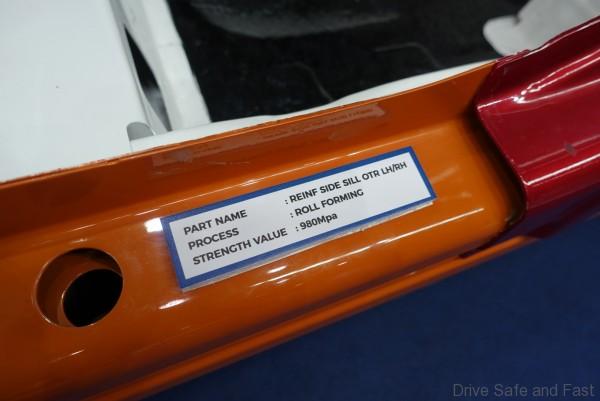 PART NAME : REINF SIDE SILL OTR LH/RH
PROCESS : ROLL FORMING
STRENGTH VALUE : 980Mpa
Drive Safe and Fast